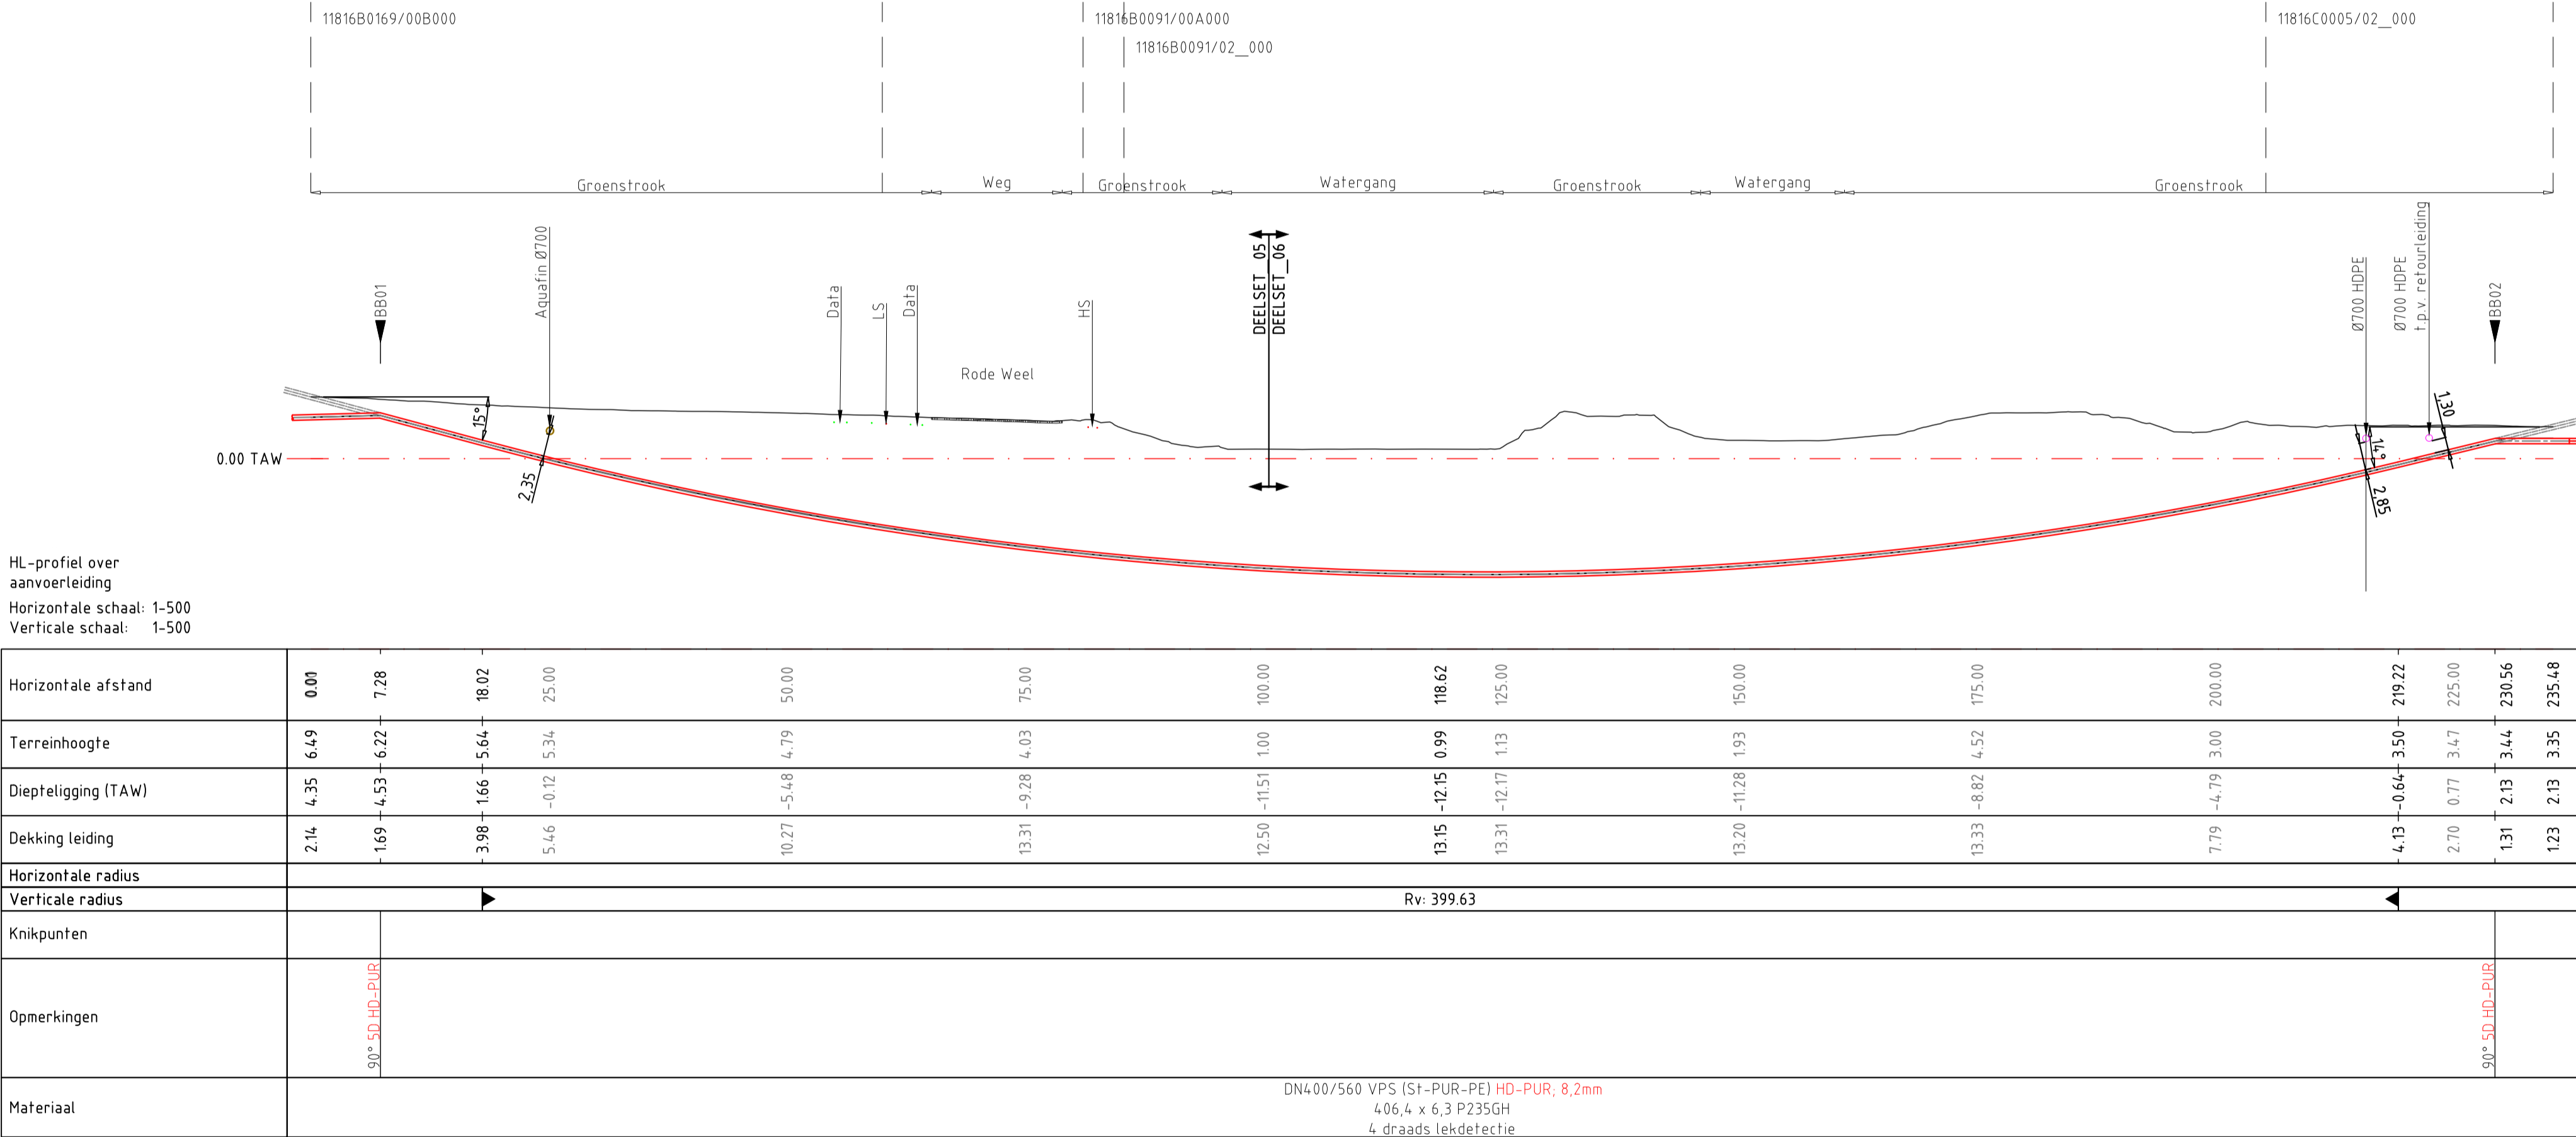 11816B0169/00B000
11816B0091/00A000
11816C0005/02__000
11816B0091/02__000
Groenstrook
Weg
Groenstrook
Watergang
Groenstrook
Watergang
Groenstrook
BB01
Aquafin Ø700
Data
LS
Data
HS
DEELSET_05
DEELSET_06
Ø700 HDPE
Ø700 HDPE
t.p.v. retourleiding
BB02
Rode Weel
15°
2,35
14°
2,85
1,30
0.00 TAW
HL-profiel over
aanvoerleiding
Horizontale schaal: 1-500
Verticale schaal: 1-500
Horizontale afstand 7.28 18.02 25.00 50.00 75.00 100.00 118.62 125.00 150.00 175.00 200.00 219.22 225.00 230.56 235.48
Terreinhoogte 6.49 6.22 5.64 5.34 4.79 4.03 1.00 0.99 1.13 1.93 4.52 3.00 3.50 3.47 3.44 3.35
Diepteligging (TAW) 4.35 4.53 1.66 -0.12 -5.48 -9.28 -11.51 -12.15 -12.17 -11.28 -8.82 -4.79 -0.64 0.77 2.13 2.13
Dekking leiding 2.14 1.69 3.98 5.46 10.27 13.31 12.50 13.15 13.31 13.20 13.33 7.79 4.13 2.70 1.31 1.23
Horizontale radius
Verticale radius Rv: 399.63
Knikpunten
Opmerkingen 90° 5D HD-PUR 90° 5D HD-PUR
Materiaal
DN400/560 VPS (St-PUR-PE) HD-PUR; 8,2mm
406,4 x 6,3 P235GH
4 draads lekdetectie